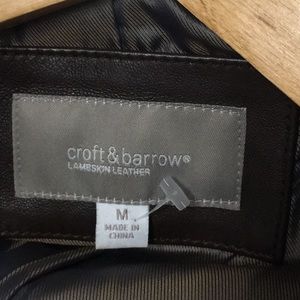 croft&barrow®
LAMBSKIN LEATHER
M
MADE IN
CHINA